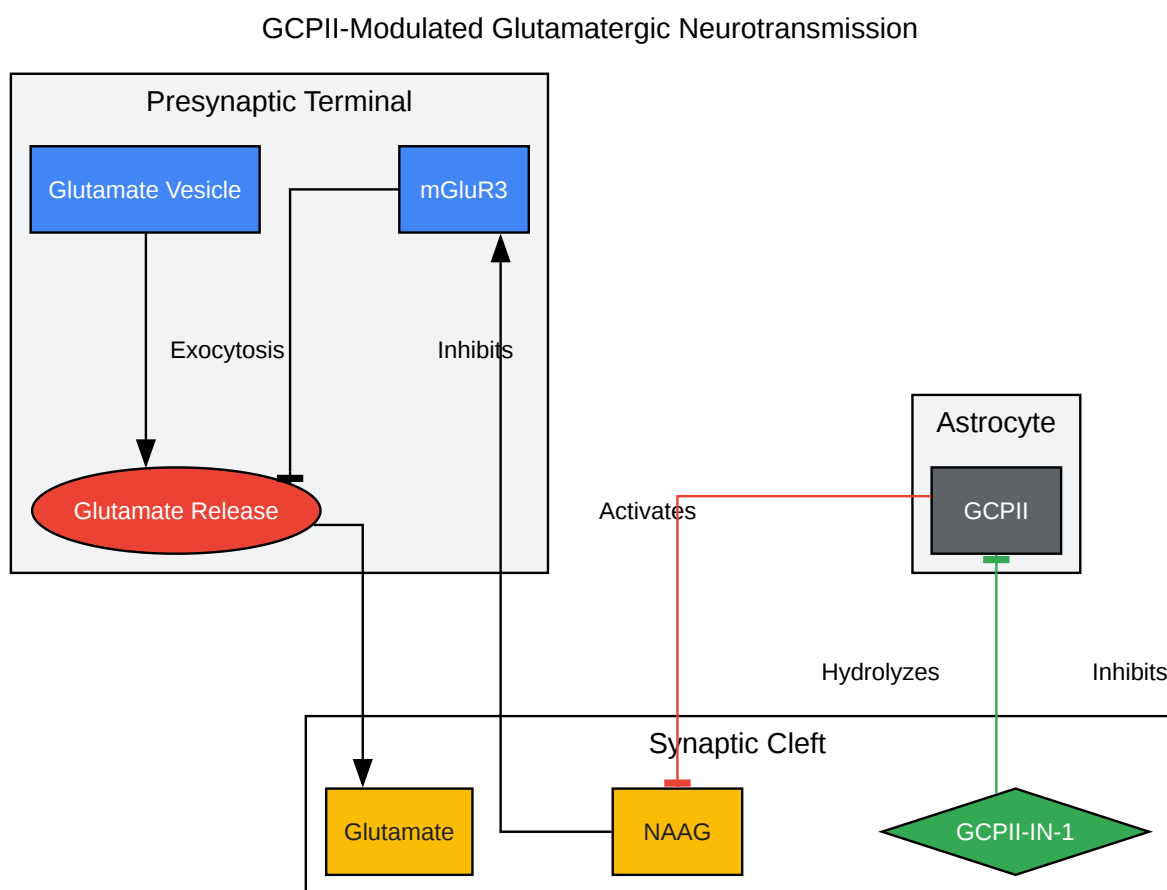 GCPII-Modulated Glutamatergic Neurotransmission
Presynaptic Terminal
Glutamate Vesicle
mGluR3
Exocytosis
Inhibits
Astrocyte
Glutamate Release
Activates
GCPII
Hydrolyzes
Inhibits
Synaptic Cleft
Glutamate
NAAG
GCPII-IN-1